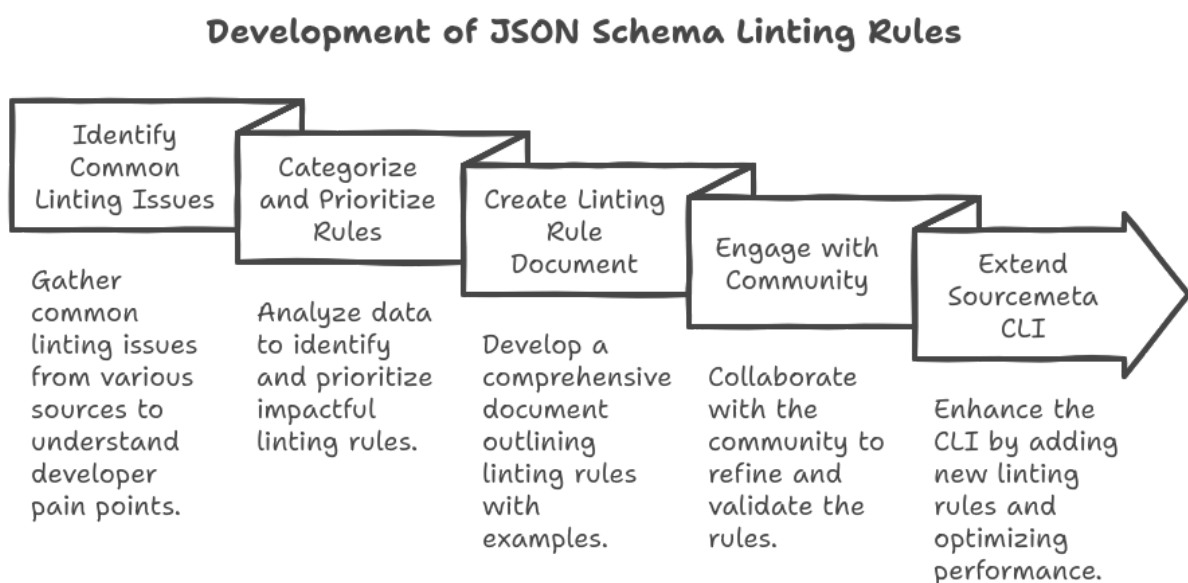 Development of JSON Schema Linting Rules
Identify
Common
Linting Issues
Gather
common
linting issues
from various
sources to
understand
developer
pain points.
Categorize
and Prioritize
Rules
Analyze data
to identify
and prioritize
impactful
linting rules.
Create Linting
Rule
Document
Develop a
comprehensive
document
outlining
linting rules
with
examples.
Engage with
Community
Collaborate
with the
community to
refine and
validate the
rules.
Extend
Sourcemeta
CLI
Enhance the
CLI by adding
new linting
rules and
optimizing
performance.